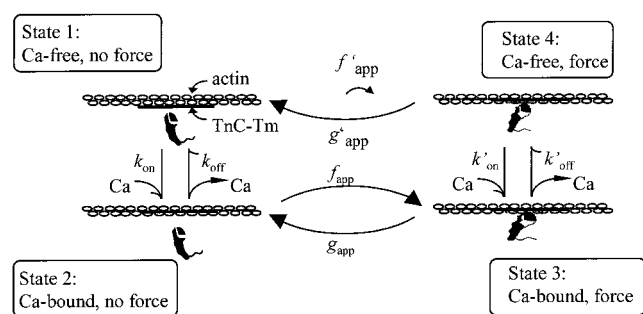 State 1:
Ca-free, no force
State 4:
Ca-free, force
actin
TnC-Tm
f'app
g'app
kon
koff
Ca
Ca
fapp
gapp
k'on
k'off
Ca
Ca
State 2:
Ca-bound, no force
State 3:
Ca-bound, force